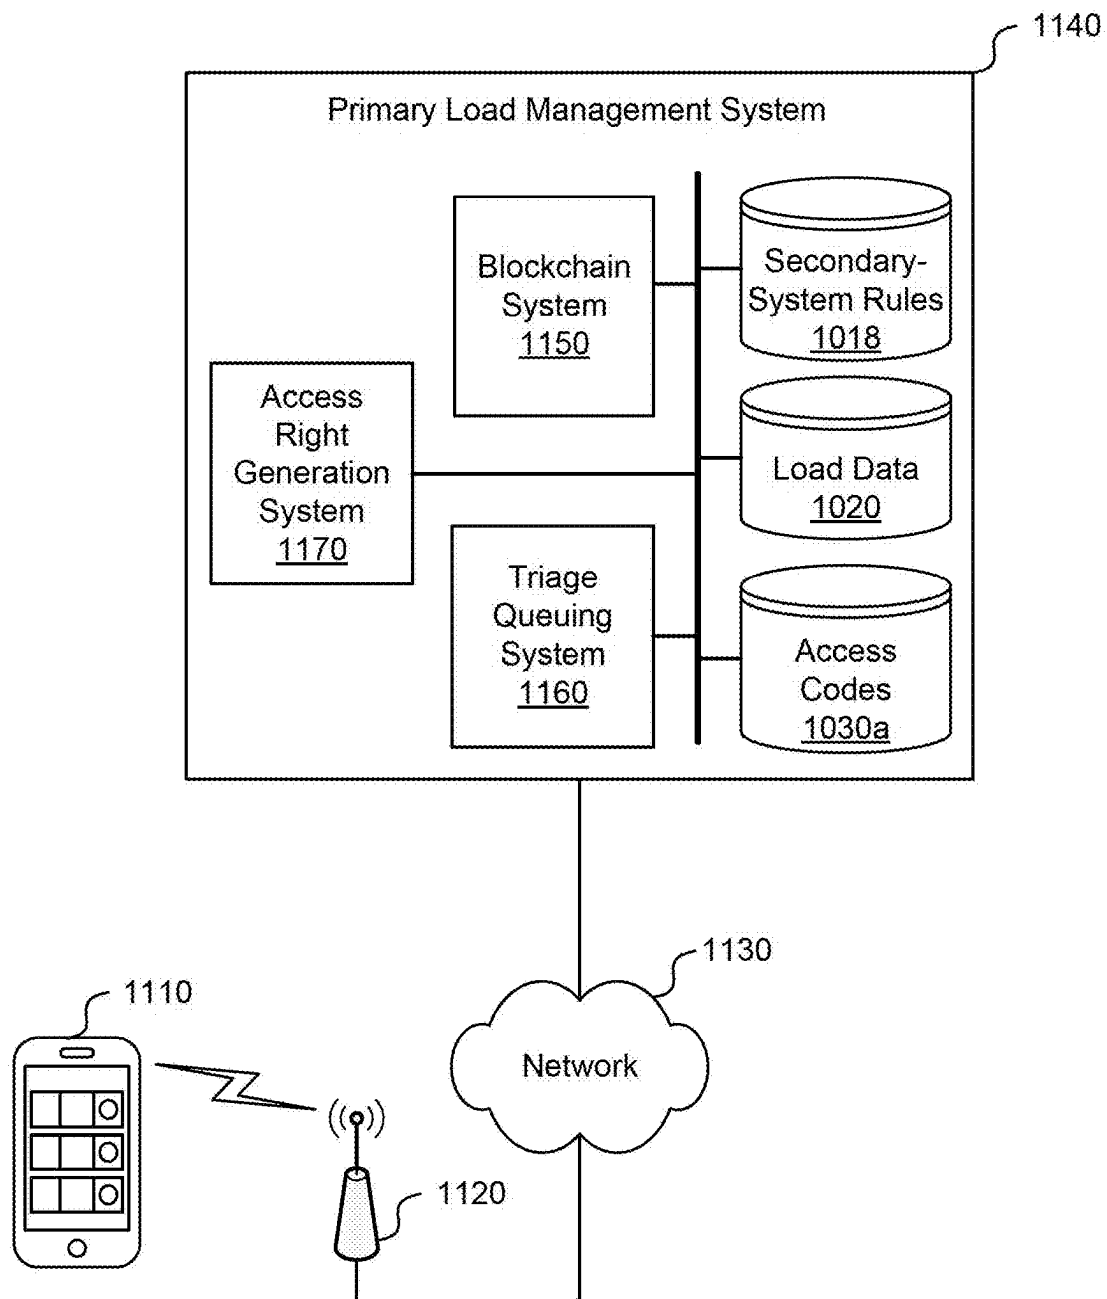 1140
Primary Load Management System
Blockchain
System
1150
Secondary-
System Rules
1018
Access
Right
Generation
System
1170
Load Data
1020
Triage
Queuing
System
1160
Access
Codes
1030a
1130
Network
1110
1120